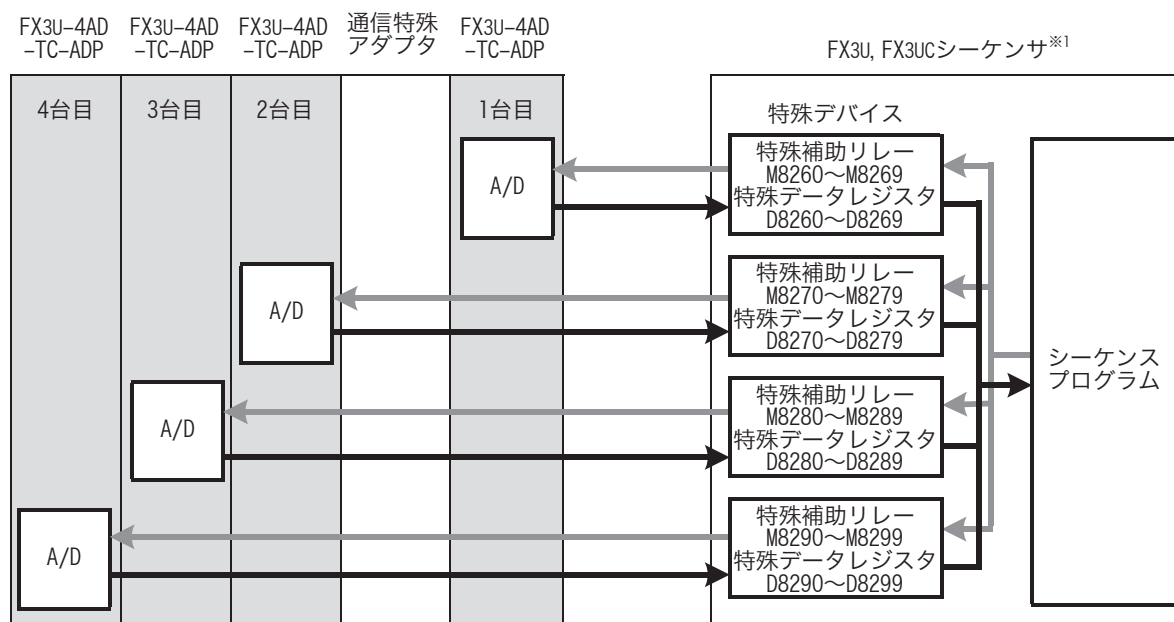 FX3U-4AD
-TC-ADP
FX3U-4AD
-TC-ADP
FX3U-4AD
-TC-ADP
通信特殊
アダプタ
FX3U-4AD
-TC-ADP
FX3U, FX3UCシーケンサ※1
4台目
3台目
2台目
1台目
特殊デバイス
A/D
特殊補助リレー
M8260～M8269
特殊データレジスタ
D8260～D8269
A/D
特殊補助リレー
M8270～M8279
特殊データレジスタ
D8270～D8279
シーケンス
プログラム
A/D
特殊補助リレー
M8280～M8289
特殊データレジスタ
D8280～D8289
A/D
特殊補助リレー
M8290～M8299
特殊データレジスタ
D8290～D8299